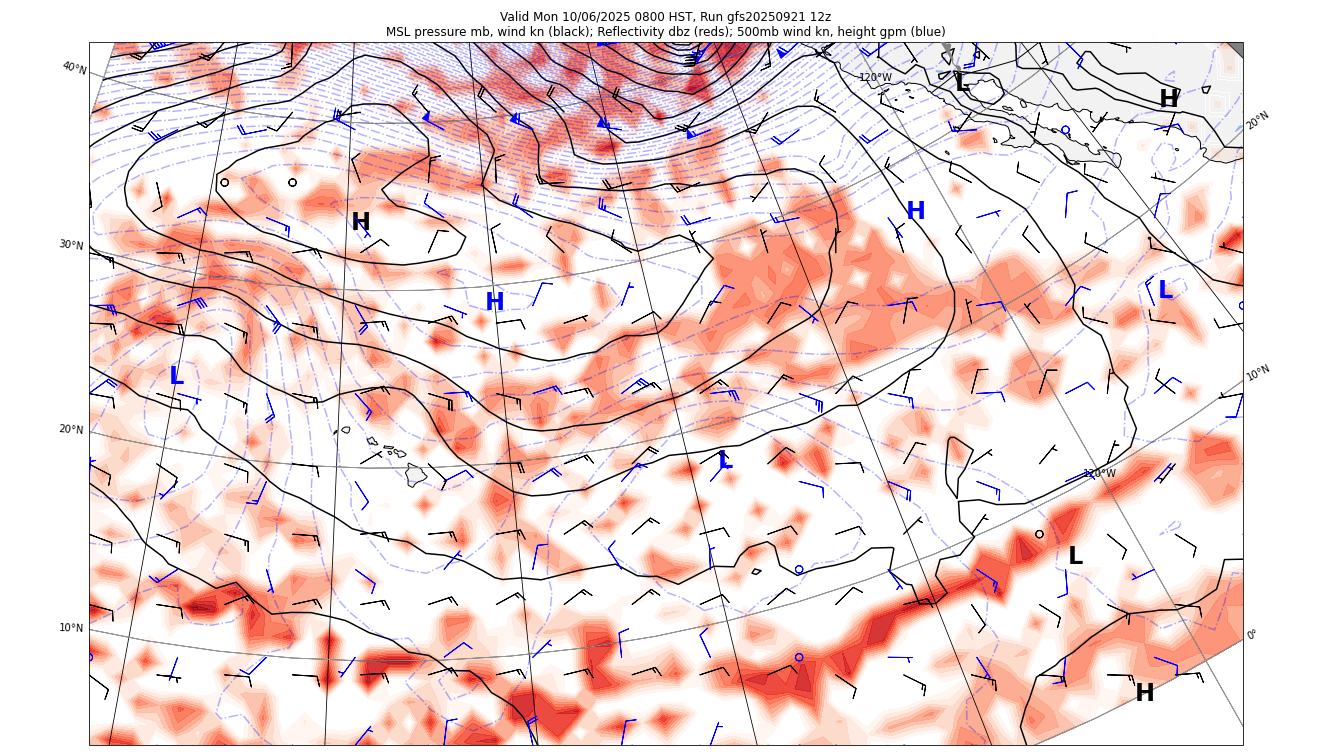 Valid Mon 10/06/2025 0800 HST, Run gfs20250921 12z
MSL pressure mb, wind kn (black); Reflectivity dbz (reds); 500mb wind kn, height gpm (blue)
40°N
120°W
L
H
20°N
H
H
30°N
H
L
L
10°N
20°N
L
120°W
L
10°N
0°
H